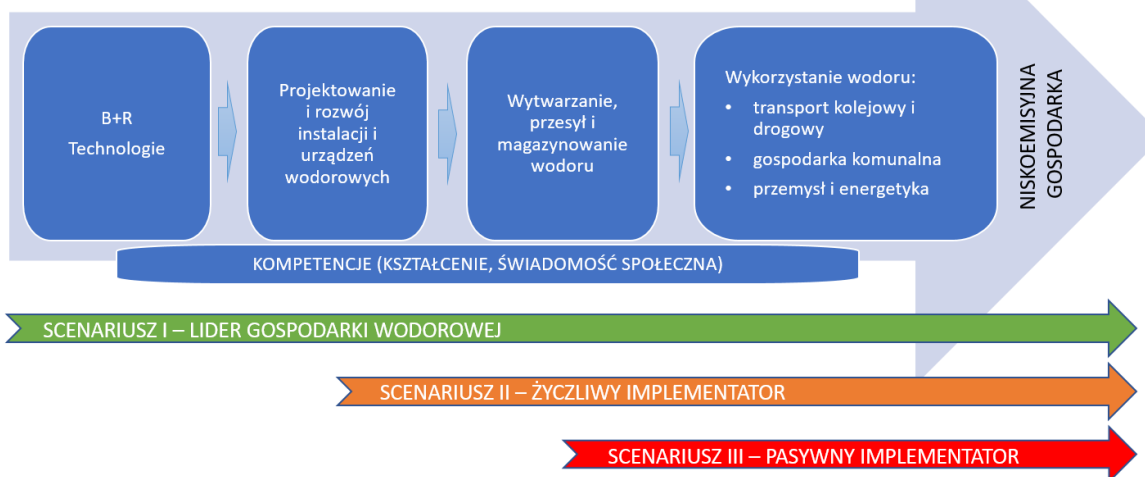 B+R
Technologie
Projektowanie
i rozwój
instalacji i
urządzeń
wodorowych
Wytwarzanie,
przesył i
magazynowanie
wodoru
Wykorzystanie wodoru:
• transport kolejowy i
drogowy
• gospodarka komunalna
• przemysł i energetyka
NISKOEMISYJNA
GOSPODARKA
KOMPETENCJE (KSZTAŁCENIE, ŚWIADOMOŚĆ SPOŁECZNA)
SCENARIUSZ I – LIDER GOSPODARKI WODOROWEJ
SCENARIUSZ II – ŻYCZLIWY IMPLEMENTATOR
SCENARIUSZ III – PASYWNY IMPLEMENTATOR